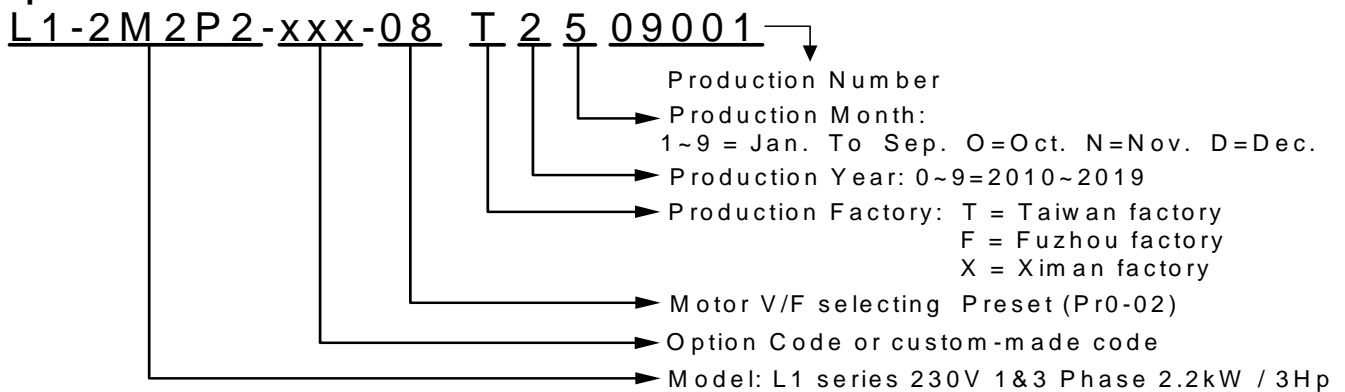 L1-2M2P2-xxx-08 T 2 5 09001
Production Number
Production Month:
1~9 = Jan. To Sep. O=Oct. N=Nov. D=Dec.
Production Year: 0~9=2010~2019
Production Factory: T = Taiwan factory
F = Fuzhou factory
X = Ximan factory
Motor V/F selecting Preset (Pr0-02)
Option Code or custom-made code
Model: L1 series 230V 1&3 Phase 2.2kW / 3Hp